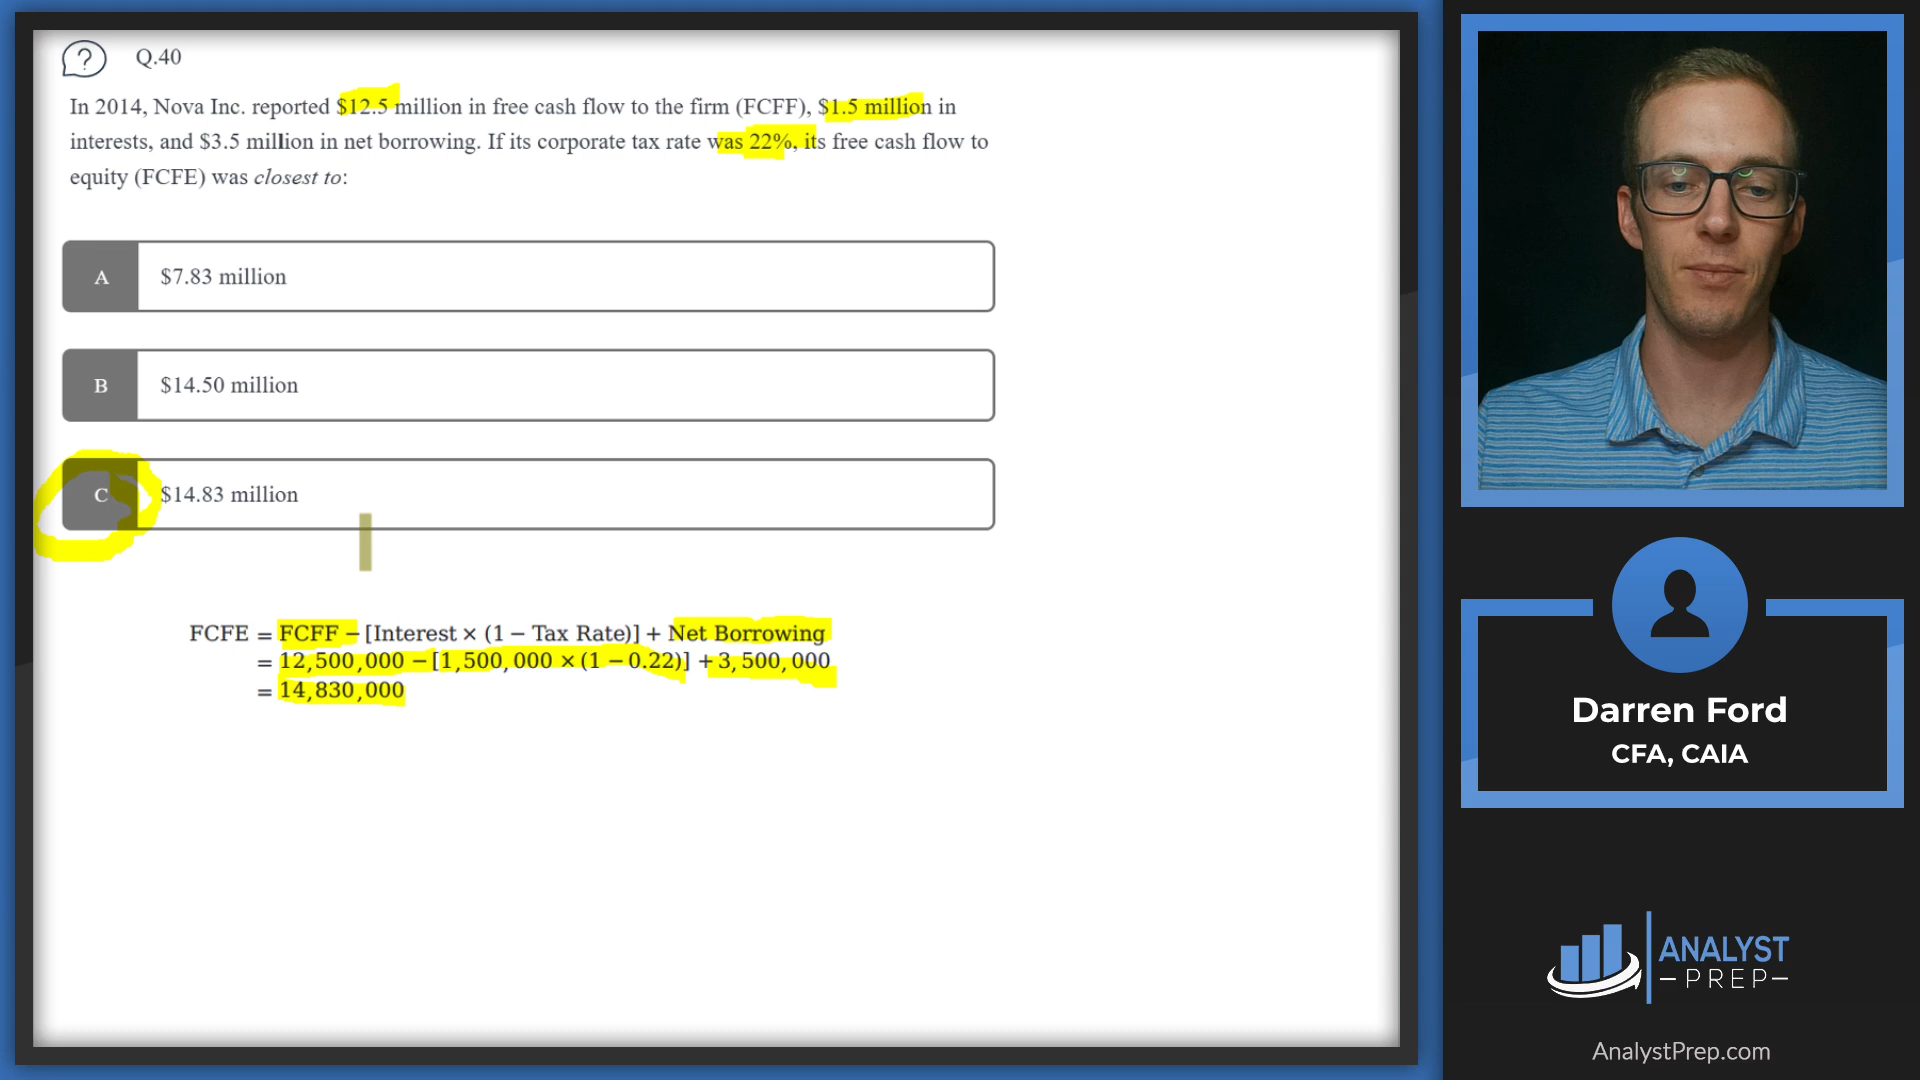 Q.40
In 2014, Nova Inc. reported $12.5 million in free cash flow to the firm (FCFF), $1.5 million in
interests, and $3.5 million in net borrowing. If its corporate tax rate was 22%, its free cash flow to
equity (FCFE) was closest to:
A $7.83 million
B $14.50 million
C $14.83 million
FCFE = FCFF − [Interest × (1 − Tax Rate)] + Net Borrowing
= 12,500,000 − [1,500,000 × (1 − 0.22)] + 3,500,000
= 14,830,000
Darren Ford
CFA, CAIA
ANALYST
PREP
AnalystPrep.com